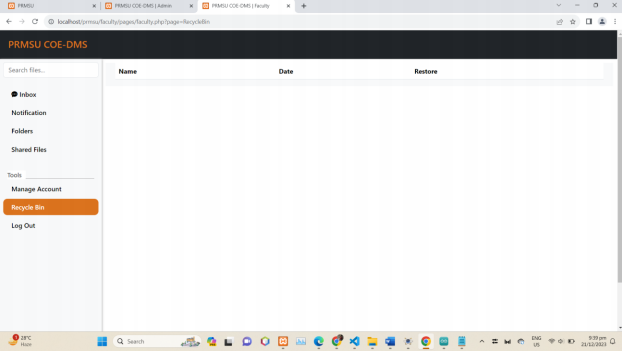 PRMSU
PRMSU COE-DMS | Admin
PRMSU COE-DMS | Faculty
localhost/prmsu/faculty/pages/faculty.php?page=RecycleBin
PRMSU COE-DMS
Search files...
Name Date Restore
Inbox
Notification
Folders
Shared Files
Tools
Manage Account
Recycle Bin
Log Out
28°C
Haze
Search
ENG
US
9:39 pm
21/12/2023